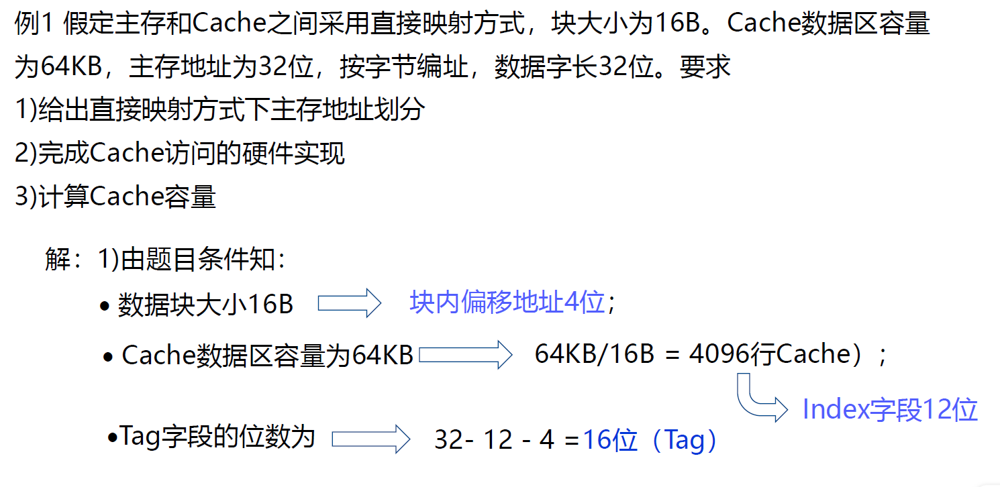 例1 假定主存和Cache之间采用直接映射方式，块大小为16B。Cache数据区容量
为64KB，主存地址为32位，按字节编址，数据字长32位。要求
1)给出直接映射方式下主存地址划分
2)完成Cache访问的硬件实现
3)计算Cache容量
解：1)由题目条件知：
• 数据块大小16B 块内偏移地址4位；
• Cache数据区容量为64KB 64KB/16B = 4096行Cache）；
Index字段12位
•Tag字段的位数为 32- 12 - 4 =16位（Tag）